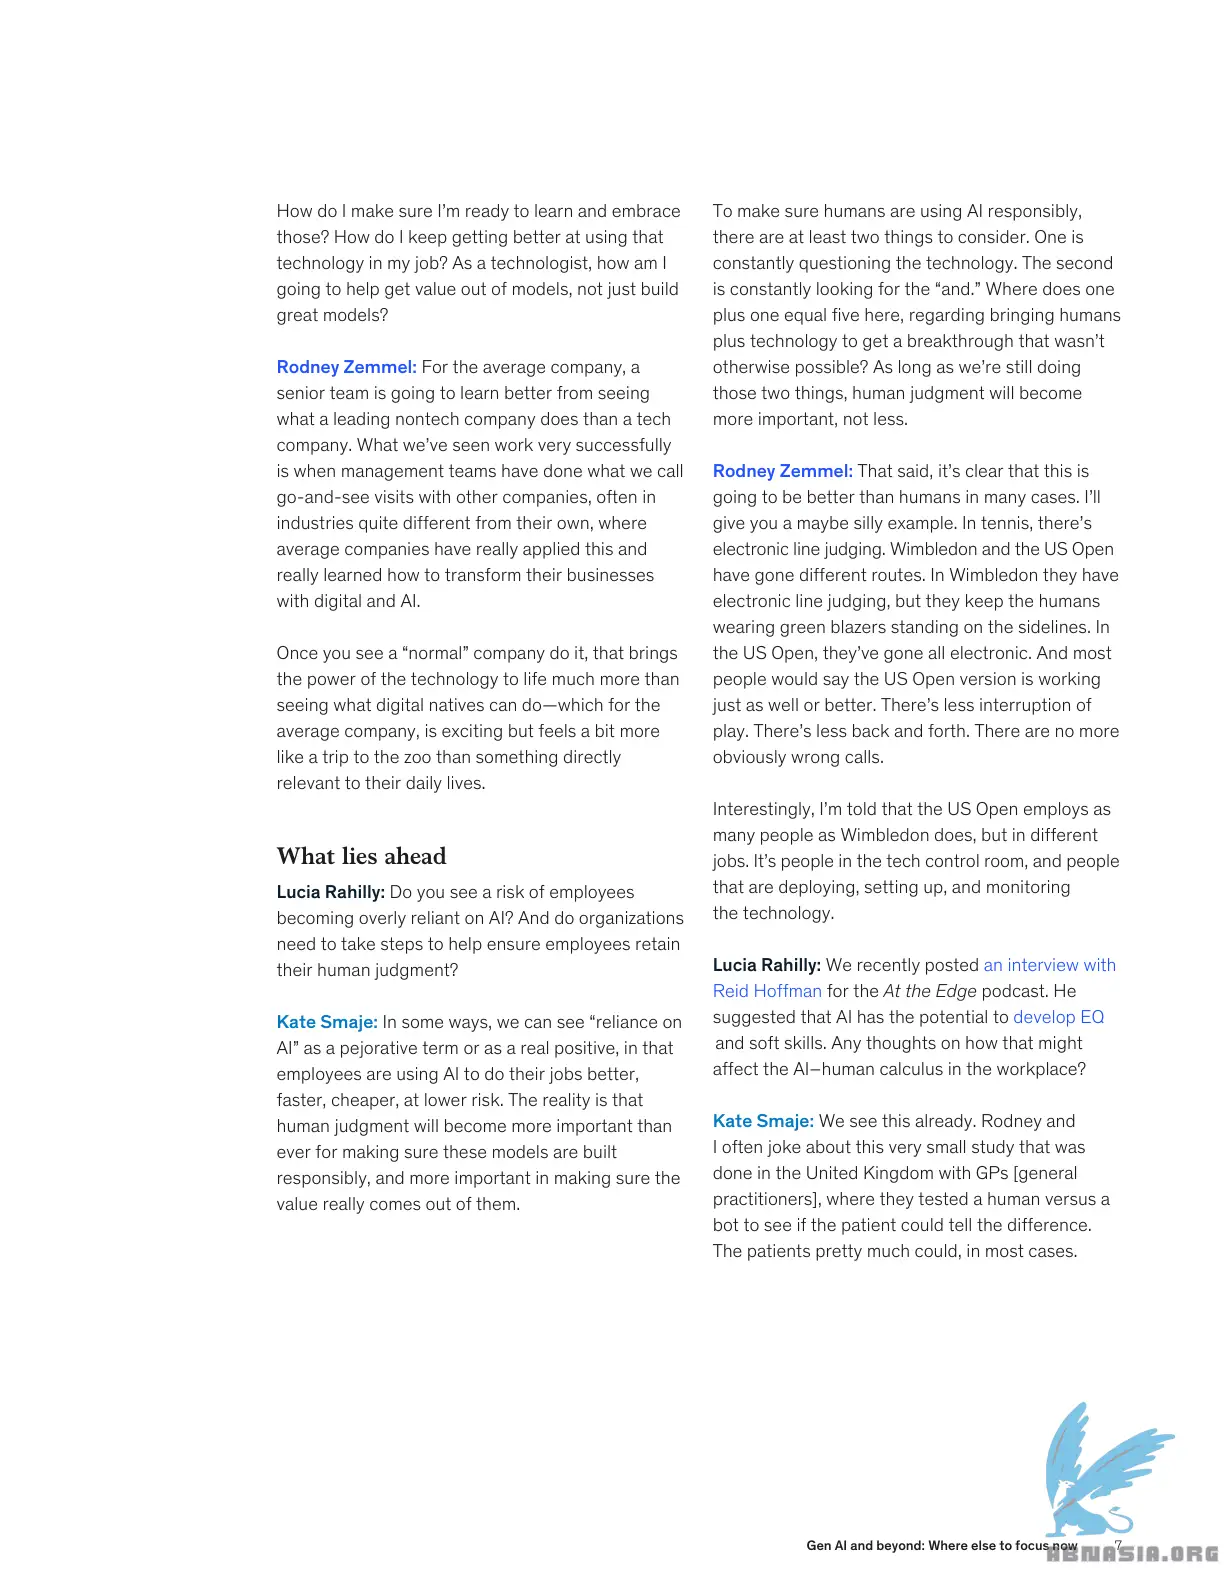 How do I make sure I’m ready to learn and embrace
those? How do I keep getting better at using that
technology in my job? As a technologist, how am I
going to help get value out of models, not just build
great models?
Rodney Zemmel: For the average company, a
senior team is going to learn better from seeing
what a leading nontech company does than a tech
company. What we’ve seen work very successfully
is when management teams have done what we call
go-and-see visits with other companies, often in
industries quite different from their own, where
average companies have really applied this and
really learned how to transform their businesses
with digital and AI.
Once you see a “normal” company do it, that brings
the power of the technology to life much more than
seeing what digital natives can do—which for the
average company, is exciting but feels a bit more
like a trip to the zoo than something directly
relevant to their daily lives.
What lies ahead
Lucia Rahilly: Do you see a risk of employees
becoming overly reliant on AI? And do organizations
need to take steps to help ensure employees retain
their human judgment?
Kate Smaje: In some ways, we can see “reliance on
AI” as a pejorative term or as a real positive, in that
employees are using AI to do their jobs better,
faster, cheaper, at lower risk. The reality is that
human judgment will become more important than
ever for making sure these models are built
responsibly, and more important in making sure the
value really comes out of them.
To make sure humans are using AI responsibly,
there are at least two things to consider. One is
constantly questioning the technology. The second
is constantly looking for the “and.” Where does one
plus one equal five here, regarding bringing humans
plus technology to get a breakthrough that wasn’t
otherwise possible? As long as we’re still doing
those two things, human judgment will become
more important, not less.
Rodney Zemmel: That said, it’s clear that this is
going to be better than humans in many cases. I’ll
give you a maybe silly example. In tennis, there’s
electronic line judging. Wimbledon and the US Open
have gone different routes. In Wimbledon they have
electronic line judging, but they keep the humans
wearing green blazers standing on the sidelines. In
the US Open, they’ve gone all electronic. And most
people would say the US Open version is working
just as well or better. There’s less interruption of
play. There’s less back and forth. There are no more
obviously wrong calls.
Interestingly, I’m told that the US Open employs as
many people as Wimbledon does, but in different
jobs. It’s people in the tech control room, and people
that are deploying, setting up, and monitoring
the technology.
Lucia Rahilly: We recently posted an interview with
Reid Hoffman for the At the Edge podcast. He
suggested that AI has the potential to develop EQ
and soft skills. Any thoughts on how that might
affect the AI–human calculus in the workplace?
Kate Smaje: We see this already. Rodney and
I often joke about this very small study that was
done in the United Kingdom with GPs [general
practitioners], where they tested a human versus a
bot to see if the patient could tell the difference.
The patients pretty much could, in most cases.
Gen AI and beyond: Where else to focus now 7
ABNASIA.ORG